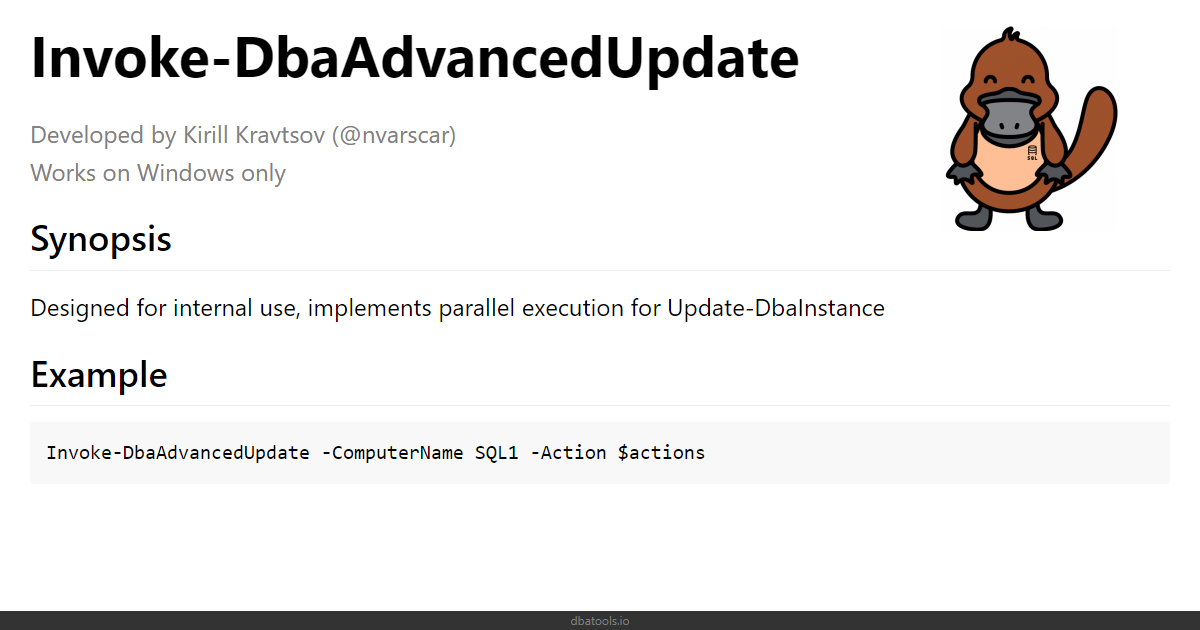 Invoke-DbaAdvancedUpdate
Developed by Kirill Kravtsov (@nvarscar)
Works on Windows only
SQL
Synopsis
Designed for internal use, implements parallel execution for Update-DbaInstance
Example
Invoke-DbaAdvancedUpdate -ComputerName SQL1 -Action $actions
dbatools.io